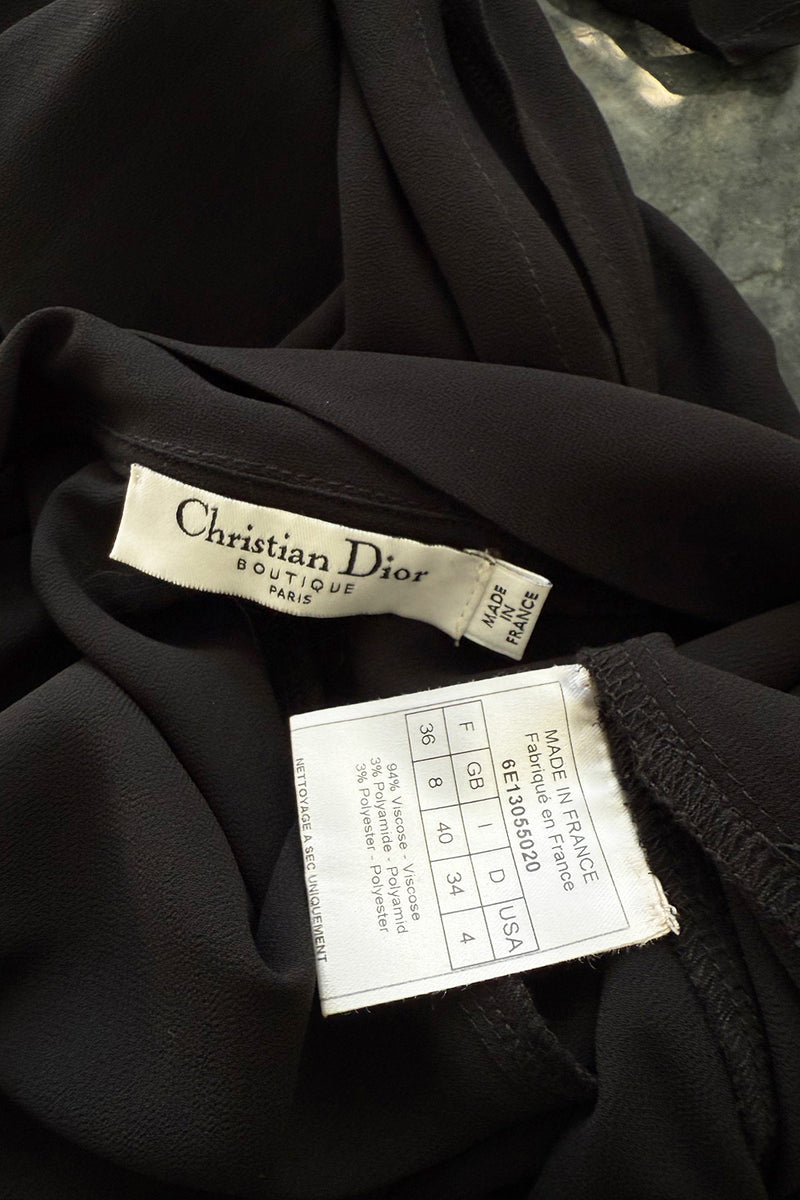 Christian Dior
BOUTIQUE
PARIS
MADE
IN
FRANCE
MADE IN FRANCE
Fabriqué en France
6E13055020
F GB I D USA
36 8 40 34 4
94% Viscose - Viscose
3% Polyamide - Polyamid
3% Polyester - Polyester
NETTOYAGE A SEC UNIQUEMENT